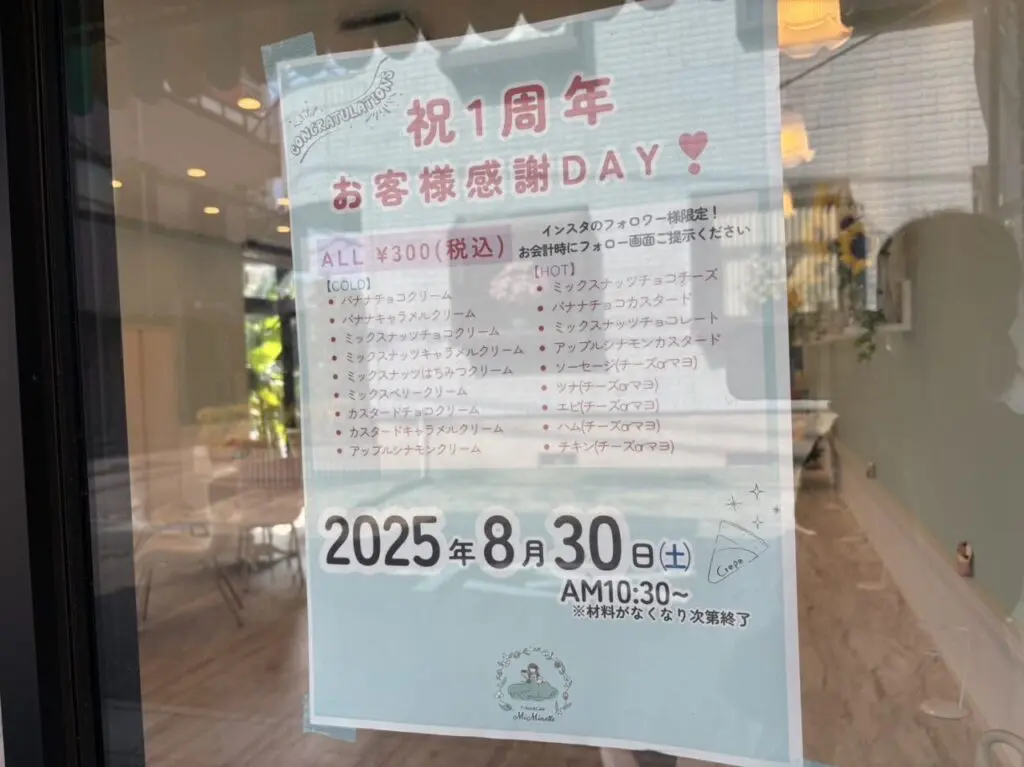 CONGRATULATIONS
祝1周年
お客様感謝DAY
ALL ¥300(税込)
インスタのフォロワー様限定！
お会計時にフォロー画面ご提示ください
【COLD】
• バナナチョコクリーム
• バナナキャラメルクリーム
• ミックスナッツチョコクリーム
• ミックスナッツキャラメルクリーム
• ミックスナッツはちみつクリーム
• ミックスベリークリーム
• カスタードチョコクリーム
• カスタードキャラメルクリーム
• アップルシナモンクリーム
【HOT】
• ミックスナッツチョコチーズ
• バナナチョコカスタード
• ミックスナッツチョコレート
• アップルシナモンカスタード
• ソーセージ(チーズorマヨ)
• ツナ(チーズorマヨ)
• エビ(チーズorマヨ)
• ハム(チーズorマヨ)
• チキン(チーズorマヨ)
2025年8月30日(土)
Crepe
AM10:30~
※材料がなくなり次第終了